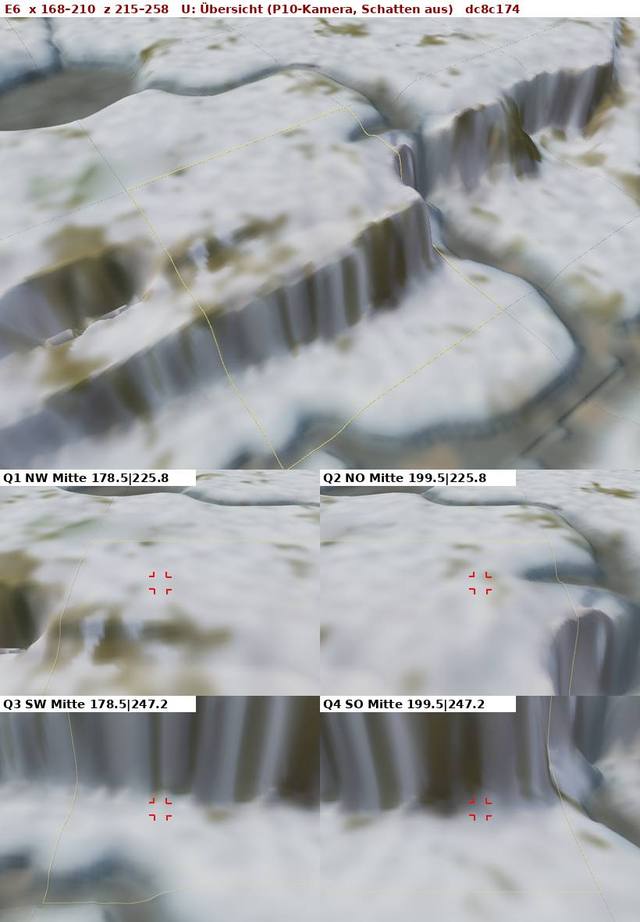 E6  x 168–210  z 215–258   U: Übersicht (P10-Kamera, Schatten aus)   dc8c174
Q1 NW Mitte 178.5|225.8
Q2 NO Mitte 199.5|225.8
Q3 SW Mitte 178.5|247.2
Q4 SO Mitte 199.5|247.2